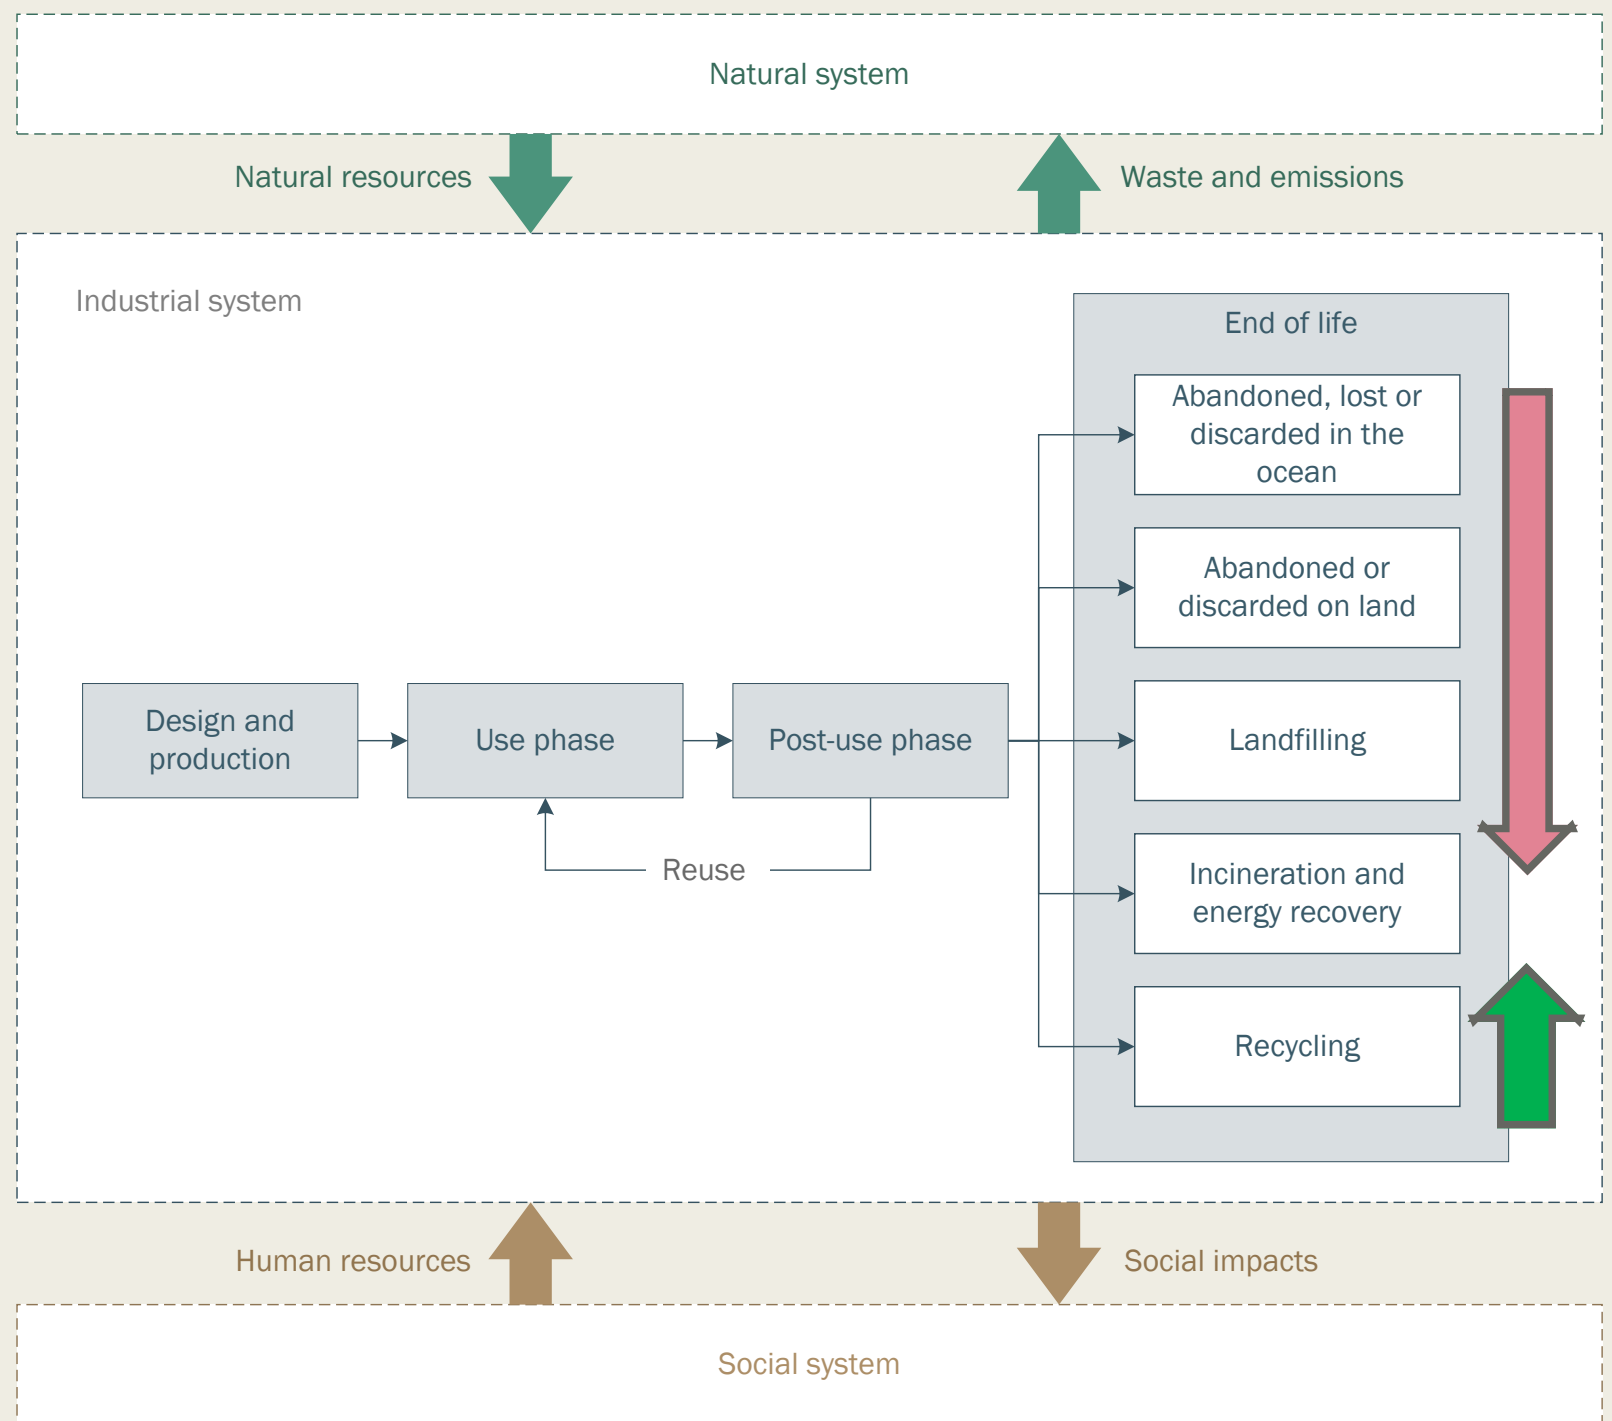 Natural system
Natural resources
Waste and emissions
Industrial system
End of life
Abandoned, lost or
discarded in the
ocean
Abandoned or
discarded on land
Design and
production
Use phase
Post-use phase
Landfilling
Reuse
Incineration and
energy recovery
Recycling
Human resources
Social impacts
Social system